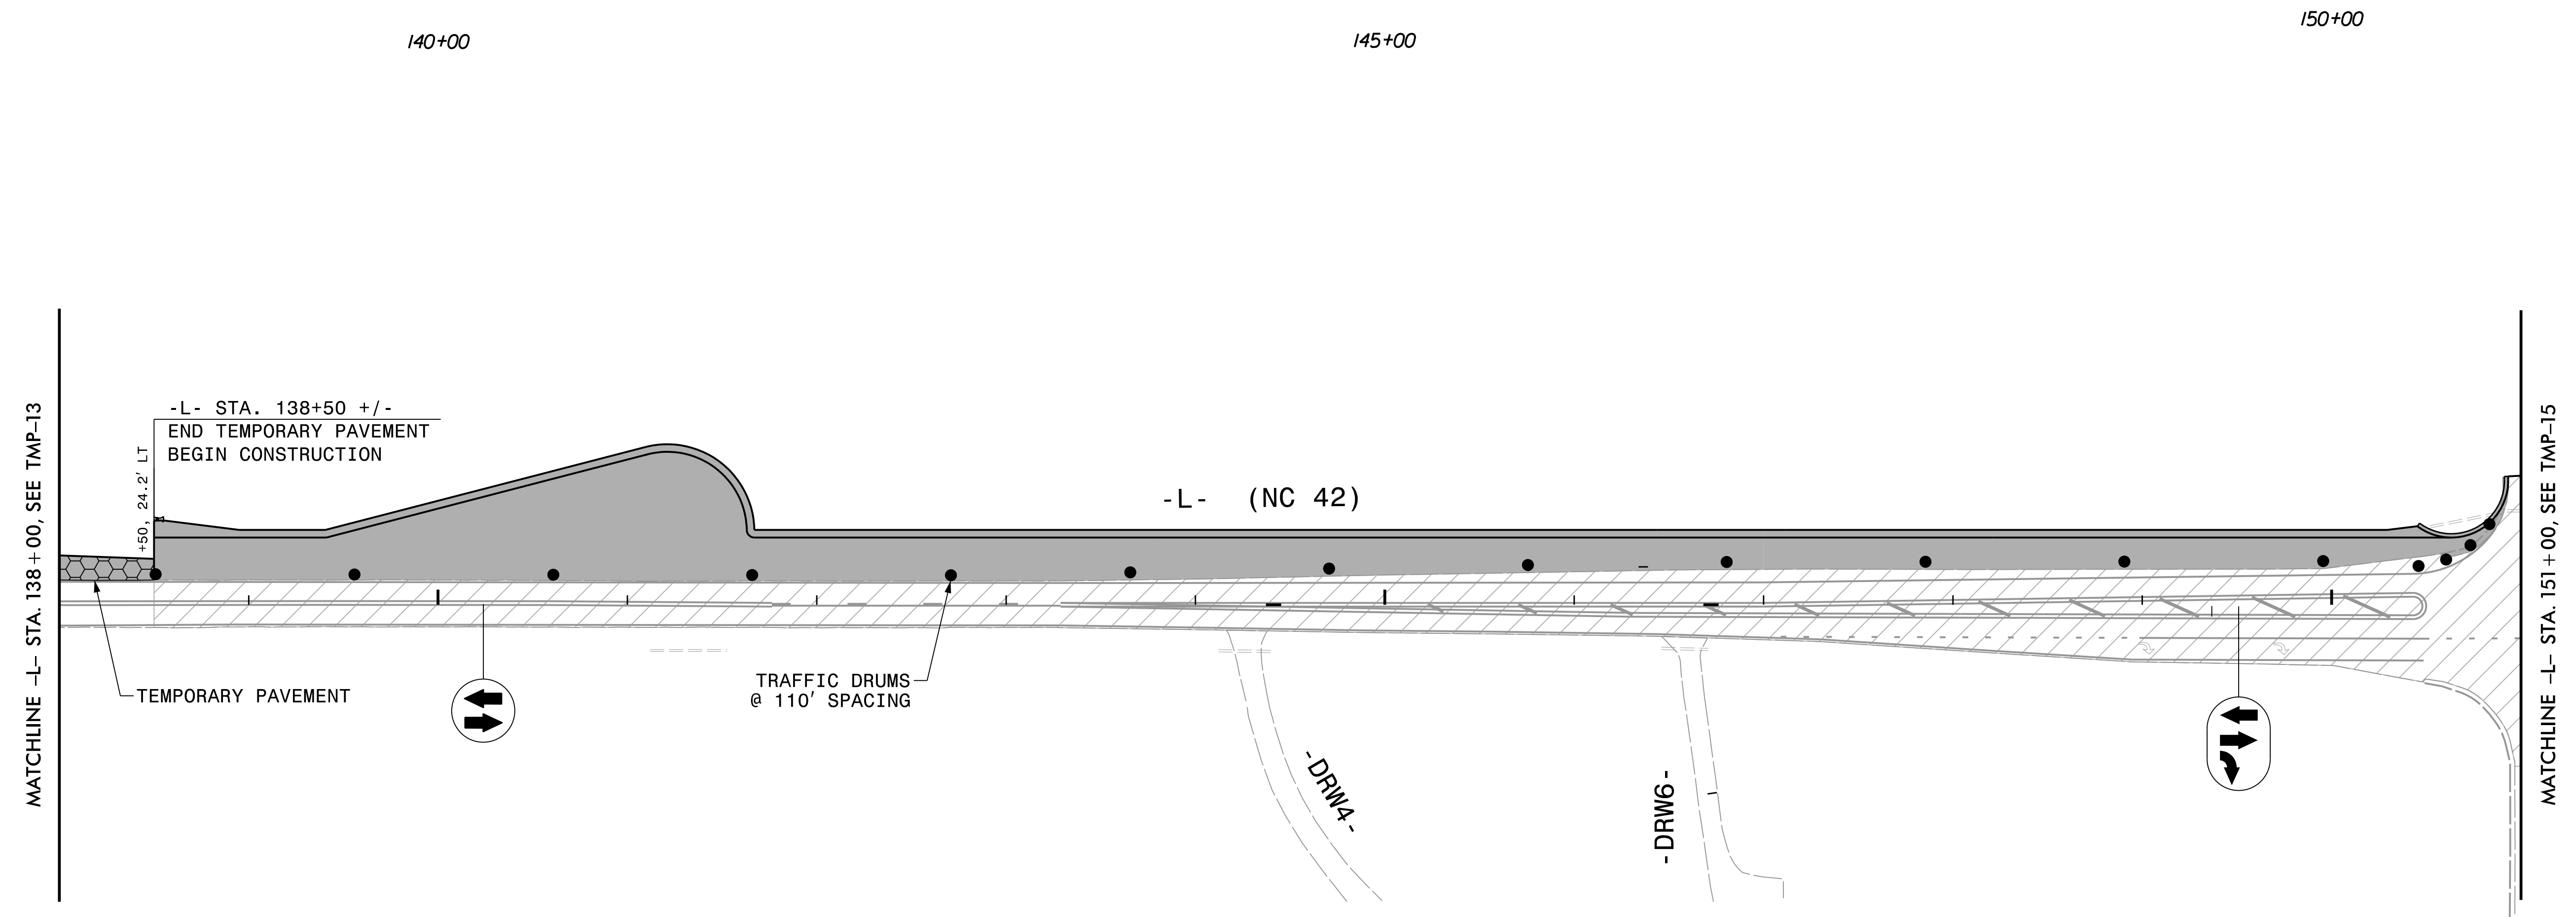 140+00
145+00
150+00
MATCHLINE -L- STA. 138+00, SEE TMP-13
-L- STA. 138+50 +/-
END TEMPORARY PAVEMENT
BEGIN CONSTRUCTION
+50, 24.2' LT
-L- (NC 42)
TEMPORARY PAVEMENT
TRAFFIC DRUMS
@ 110' SPACING
-DRW4-
-DRW6-
MATCHLINE -L- STA. 151+00, SEE TMP-15